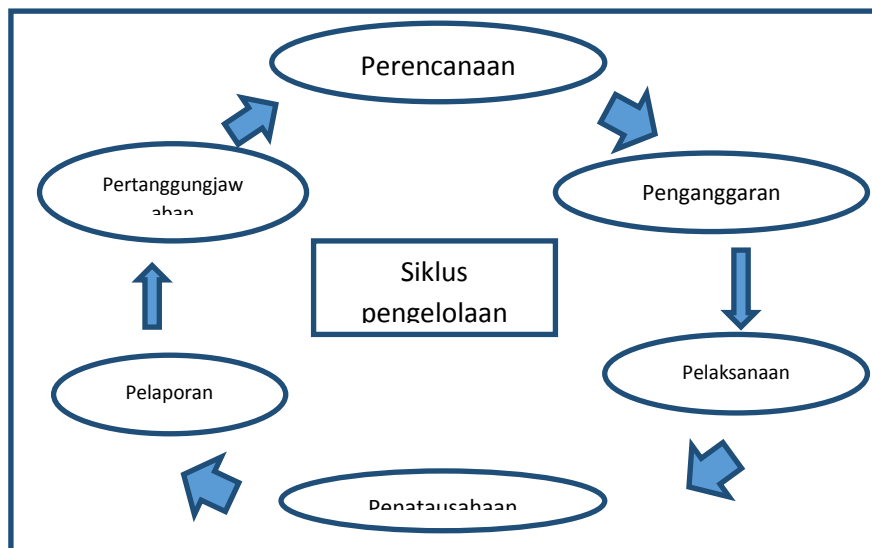 Perencanaan
Penganggaran
Pelaksanaan
Penatausahaan
Pelaporan
Pertanggungjaw
aban
Siklus
pengelolaan